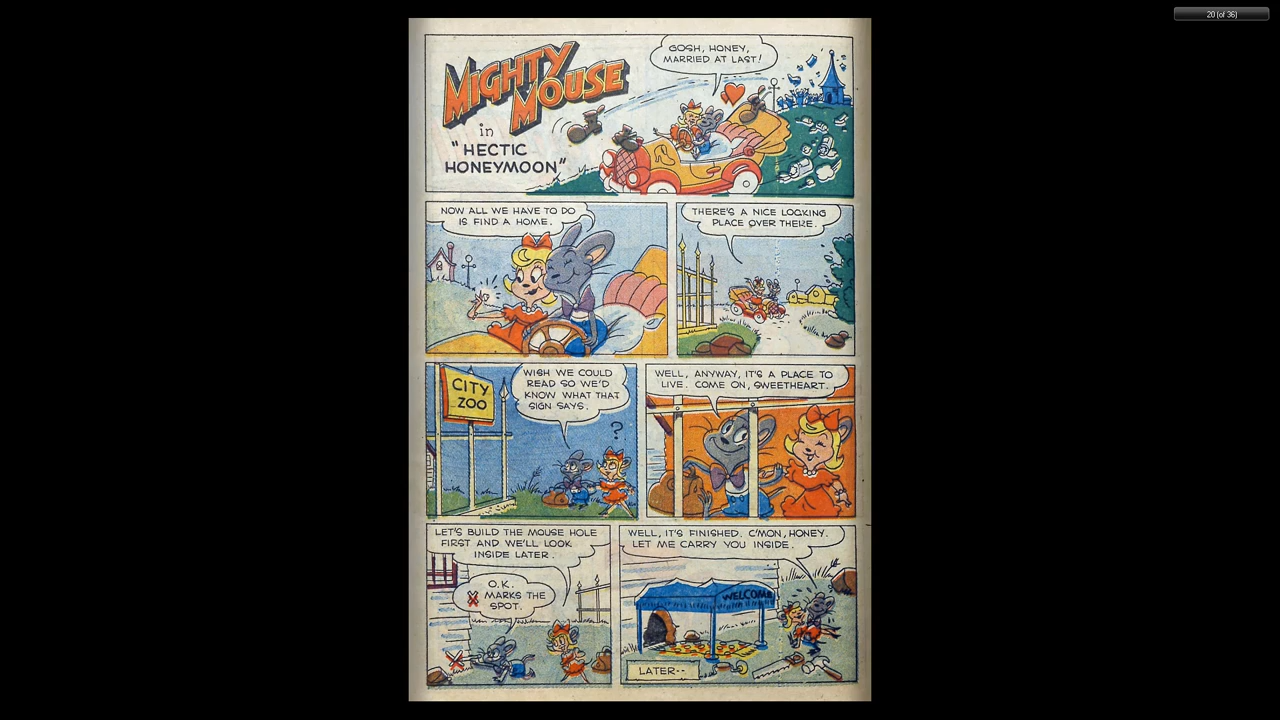 20 (of 36)
MIGHTY
MOUSE
in
"HECTIC
HONEYMOON"
GOSH, HONEY,
MARRIED AT LAST!
NOW ALL WE HAVE TO DO
IS FIND A HOME.
THERE'S A NICE LOOKING
PLACE OVER THERE.
CITY
ZOO
WISH WE COULD
READ SO WE'D
KNOW WHAT THAT
SIGN SAYS.
?
WELL, ANYWAY, IT'S A PLACE TO
LIVE. COME ON, SWEETHEART.
LET'S BUILD THE MOUSE HOLE
FIRST AND WE'LL LOOK
INSIDE LATER.
O.K.
X MARKS THE
SPOT.
X
WELL, IT'S FINISHED. C'MON, HONEY.
LET ME CARRY YOU INSIDE.
WELCOME
LATER--